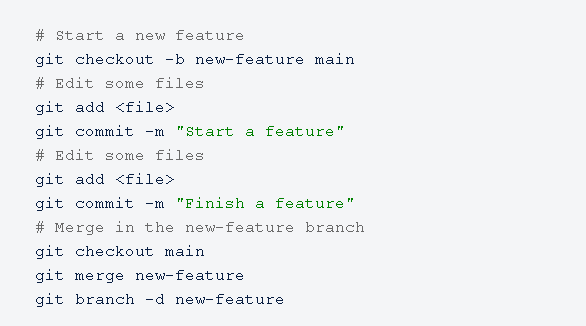 # Start a new feature
git checkout -b new-feature main
# Edit some files
git add <file>
git commit -m "Start a feature"
# Edit some files
git add <file>
git commit -m "Finish a feature"
# Merge in the new-feature branch
git checkout main
git merge new-feature
git branch -d new-feature